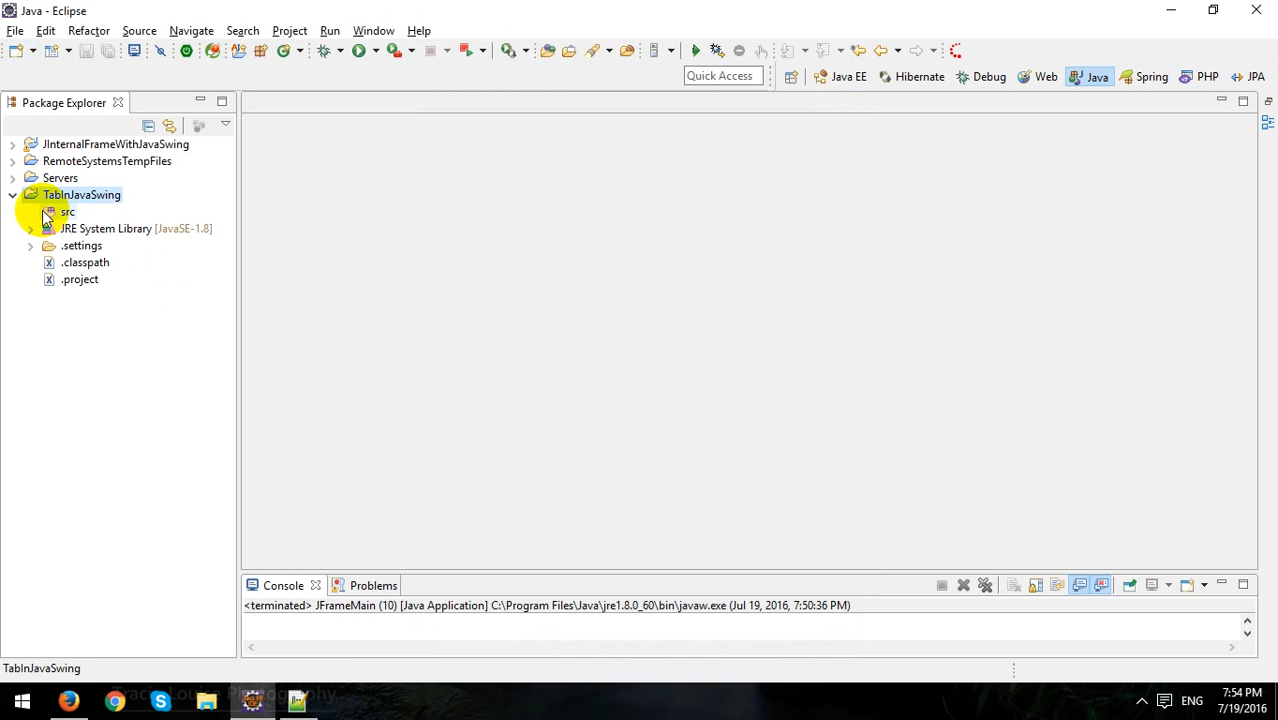 Java - Eclipse
File Edit Refactor Source Navigate Search Project Run Window Help
Quick Access Java EE Hibernate Debug Web Java Spring PHP JPA
Package Explorer
JInternalFrameWithJavaSwing
RemoteSystemsTempFiles
Servers
TabInJavaSwing
src
JRE System Library [JavaSE-1.8]
.settings
.classpath
.project
Console Problems
<terminated> JFrameMain (10) [Java Application] C:\Program Files\Java\jre1.8.0_60\bin\javaw.exe (Jul 19, 2016, 7:50:36 PM)
TabInJavaSwing
Tracie Louise Photography
ENG
7:54 PM
7/19/2016